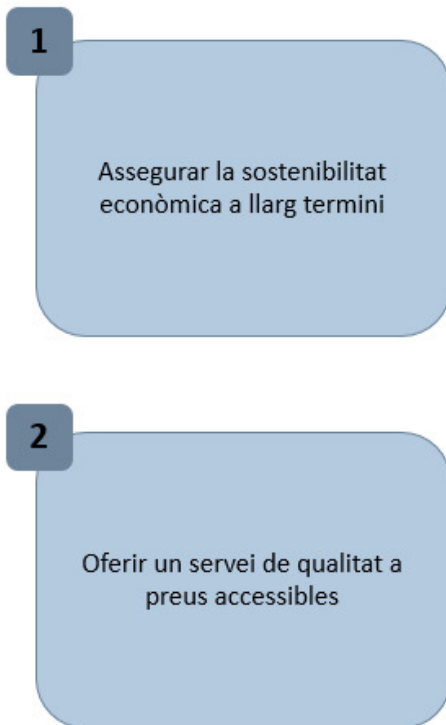 1
Assegurar la sostenibilitat
econòmica a llarg termini
2
Oferir un servei de qualitat a
preus accessibles